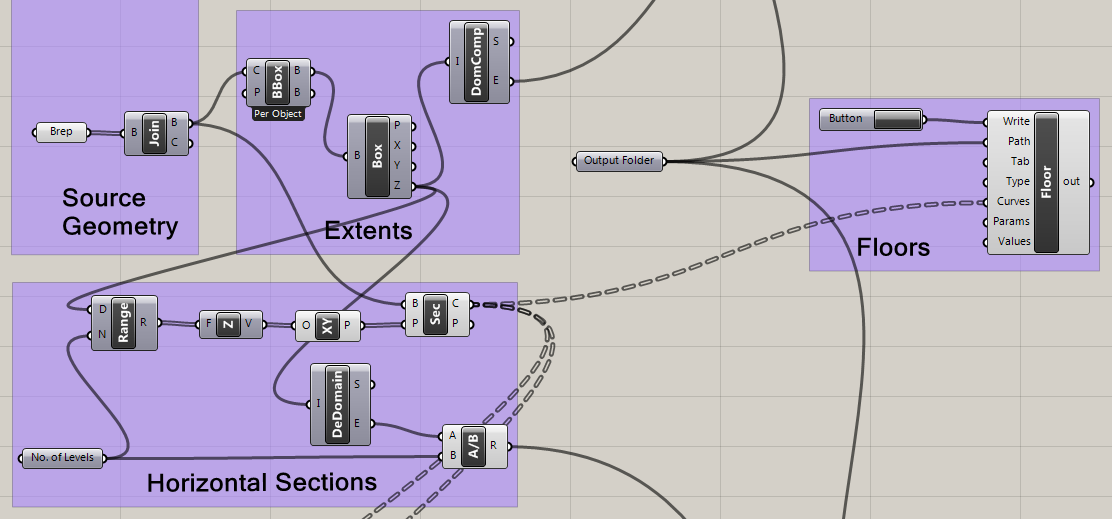 Brep
B
Join
B
C
Source
Geometry
C
P
BBox
B
B
Per Object
B
Box
P
X
Y
Z
I
DomComp
S
E
Extents
Output Folder
Button
Write
Path
Tab
Type
Curves
Params
Values
Floor
out
Floors
D
N
Range
R
F
Z
V
O
XY
P
B
P
Sec
C
P
I
DeDomain
S
E
A
B
A/B
R
No. of Levels
Horizontal Sections